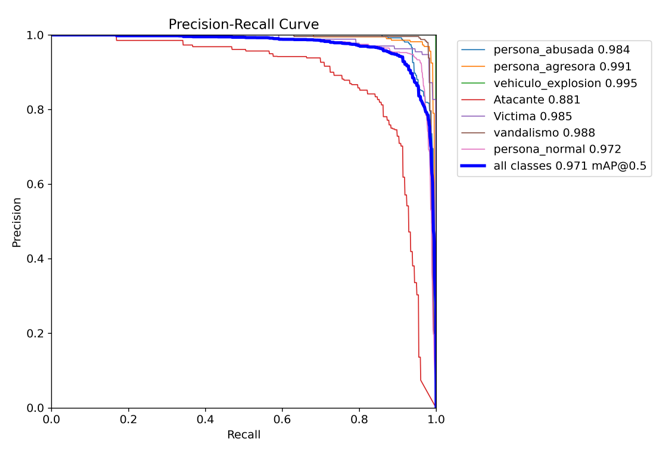 Precision-Recall Curve
1.0
0.8
0.6
0.4
0.2
0.0
Precision
0.0 0.2 0.4 0.6 0.8 1.0
Recall
persona_abusada 0.984
persona_agresora 0.991
vehiculo_explosion 0.995
Atacante 0.881
Victima 0.985
vandalismo 0.988
persona_normal 0.972
all classes 0.971 mAP@0.5